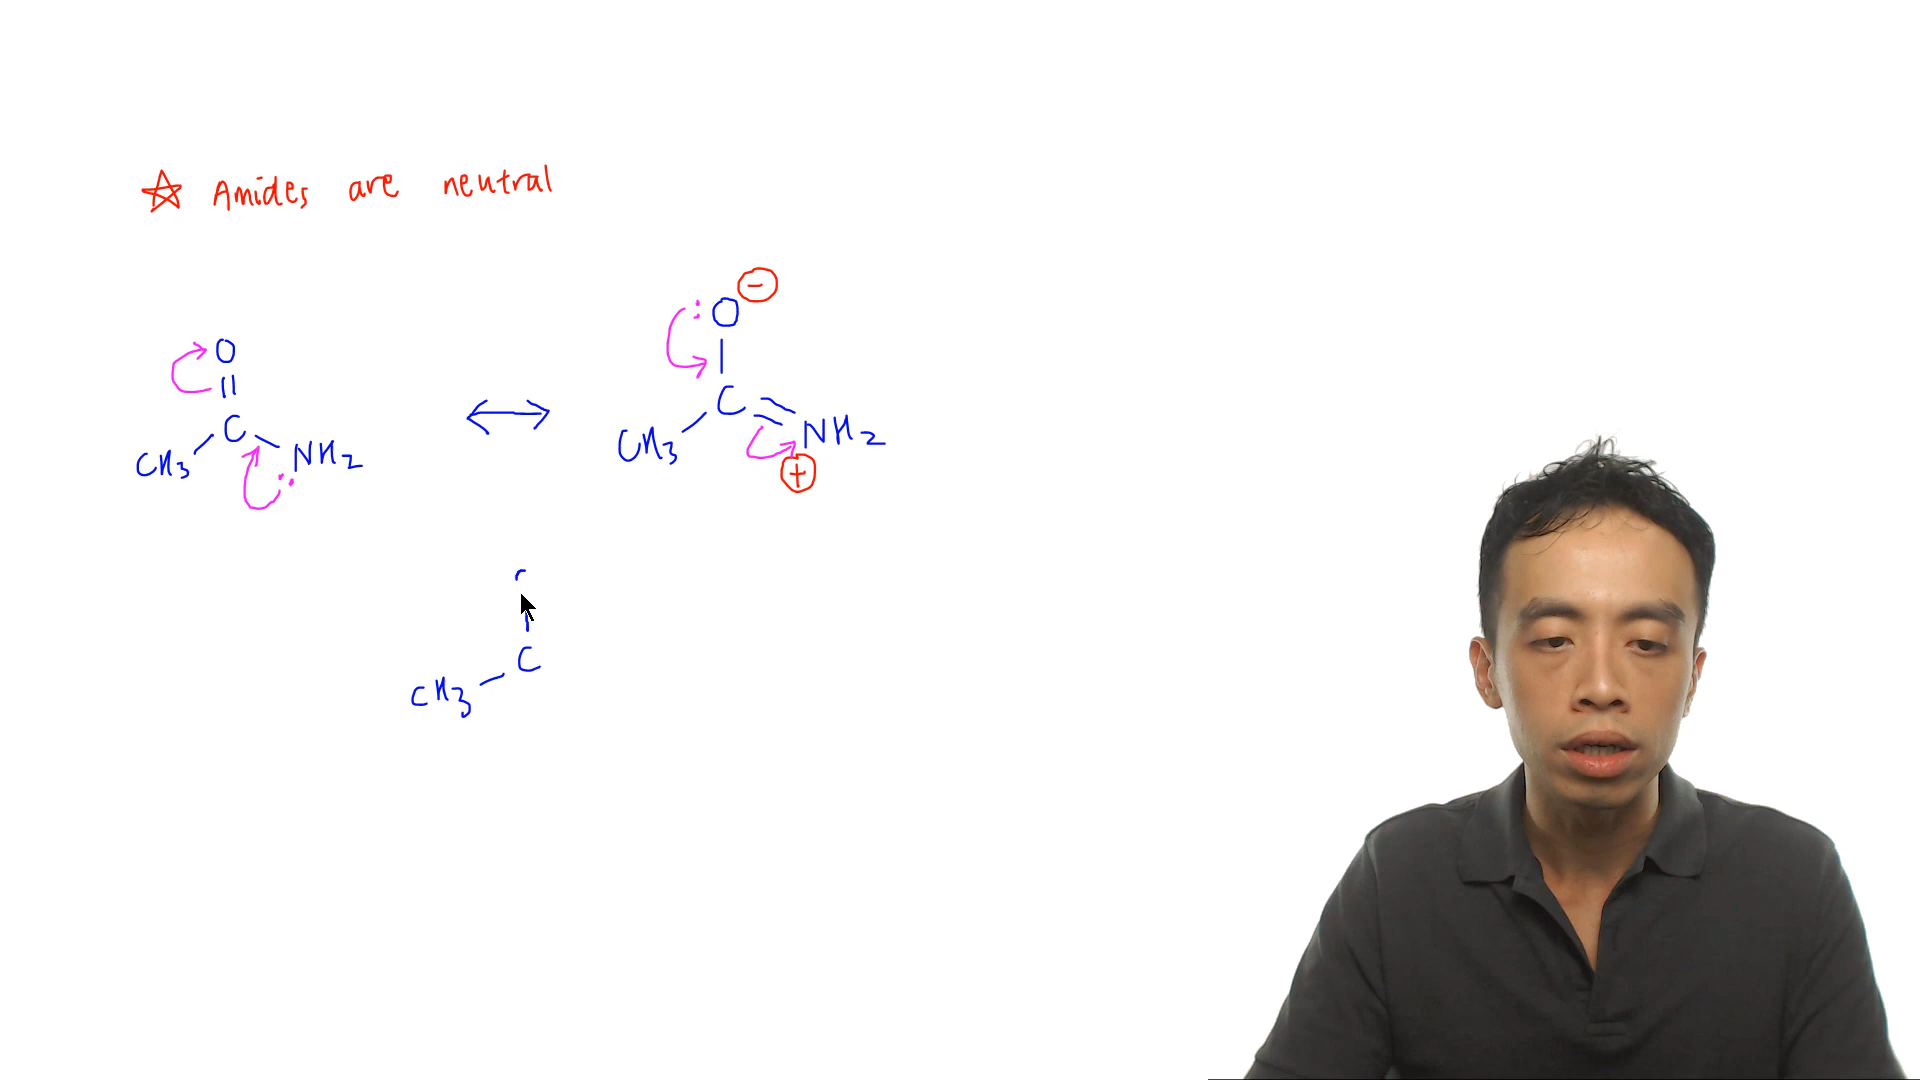 ☆ Amides are neutral
O
||
C
CH3
NH2
:
⟷
:O
⊖
|
C
CH3
NH2
⊕
C
CH3